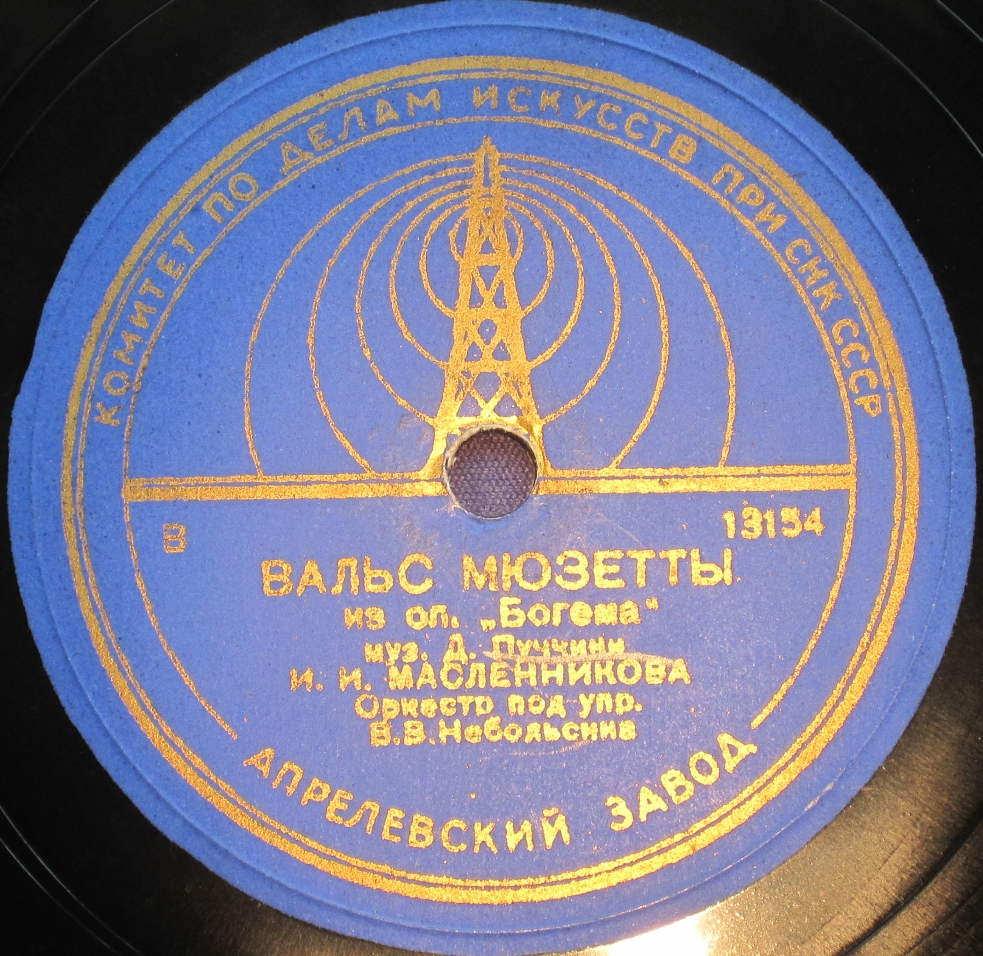 КОМИТЕТ ПО ДЕЛАМ ИСКУССТВ ПРИ СНК СССР
В 13154
ВАЛЬС МЮЗЕТТЫ
из оп. „Богема"
муз. Д. Пуччини
И. И. МАСЛЕННИКОВА
Оркестр под упр.
В.В.Небольсина
АПРЕЛЕВСКИЙ ЗАВОД